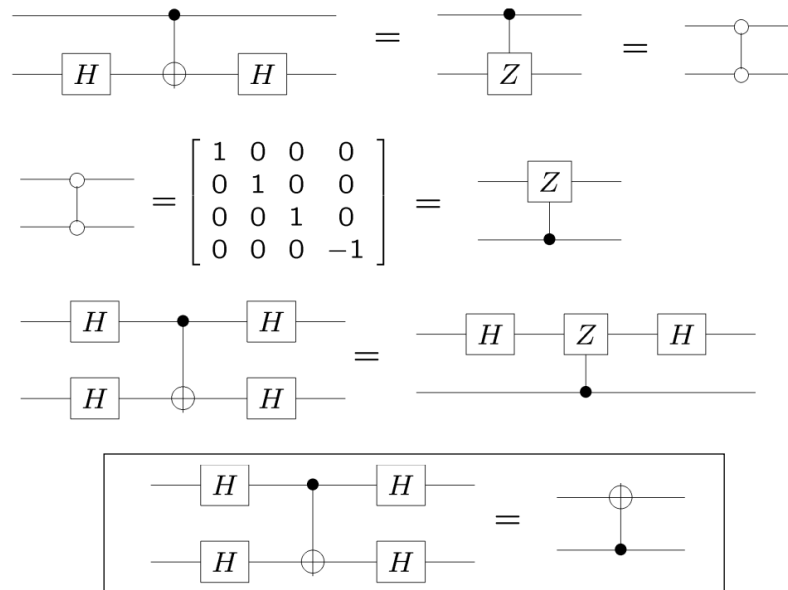 H H = Z =
= [ 1 0 0 0
0 1 0 0
0 0 1 0
0 0 0 −1 ] = Z
H H = H Z H
H H
H H =
H H